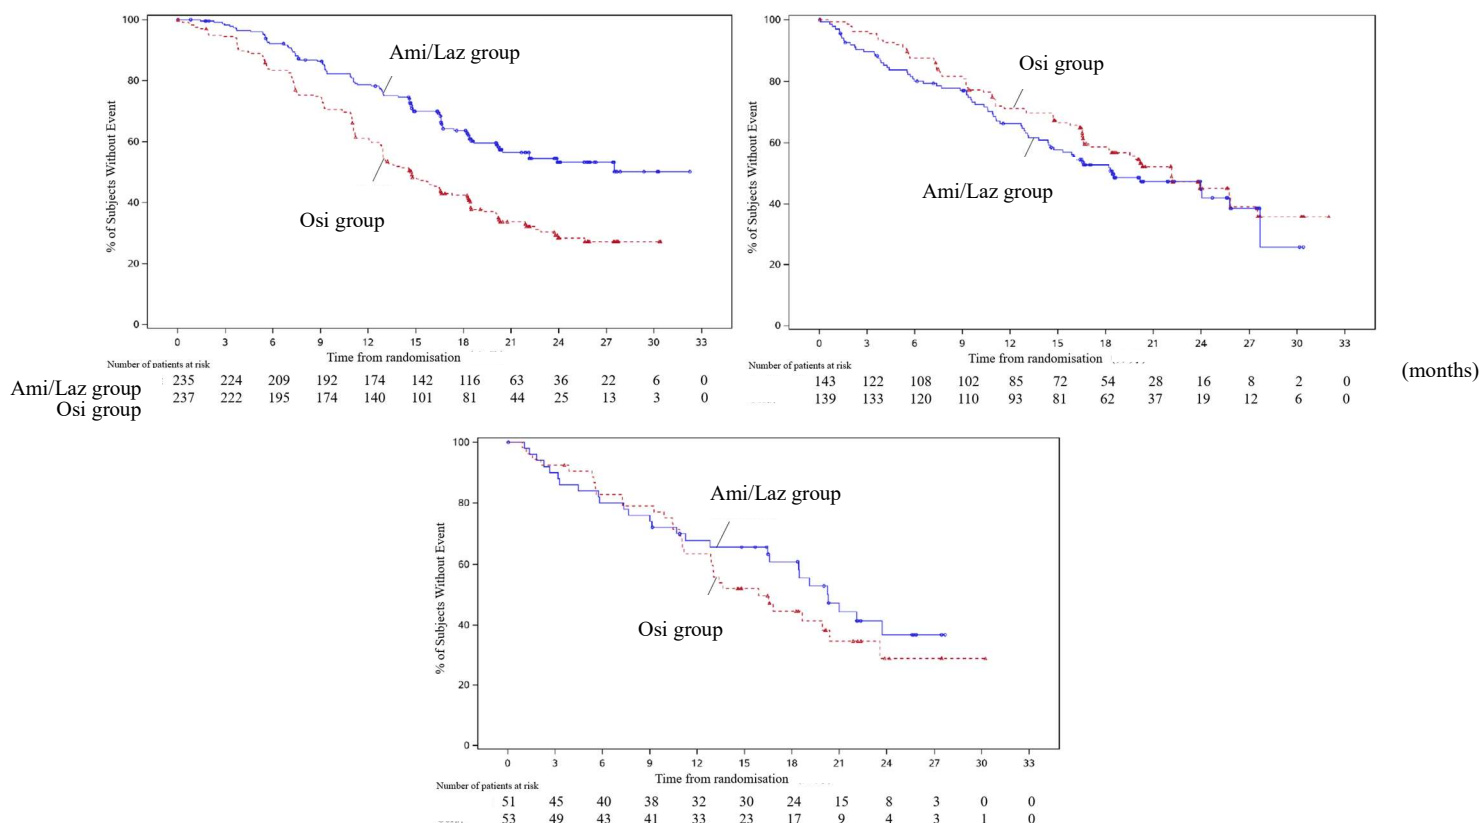 100
80
60
40
20
0
% of Subjects Without Event
Ami/Laz group
Osi group
0 3 6 9 12 15 18 21 24 27 30 33
Time from randomisation
Number of patients at risk
Ami/Laz group 235 224 209 192 174 142 116 63 36 22 6 0
Osi group 237 222 195 174 140 101 81 44 25 13 3 0
100
80
60
40
20
0
% of Subjects Without Event
Osi group
Ami/Laz group
0 3 6 9 12 15 18 21 24 27 30 33
Time from randomisation
Number of patients at risk
143 122 108 102 85 72 54 28 16 8 2 0
139 133 120 110 93 81 62 37 19 12 6 0
(months)
100
80
60
40
20
0
% of Subjects Without Event
Ami/Laz group
Osi group
0 3 6 9 12 15 18 21 24 27 30 33
Time from randomisation
Number of patients at risk
51 45 40 38 32 30 24 15 8 3 0 0
53 49 43 41 33 23 17 9 4 3 1 0